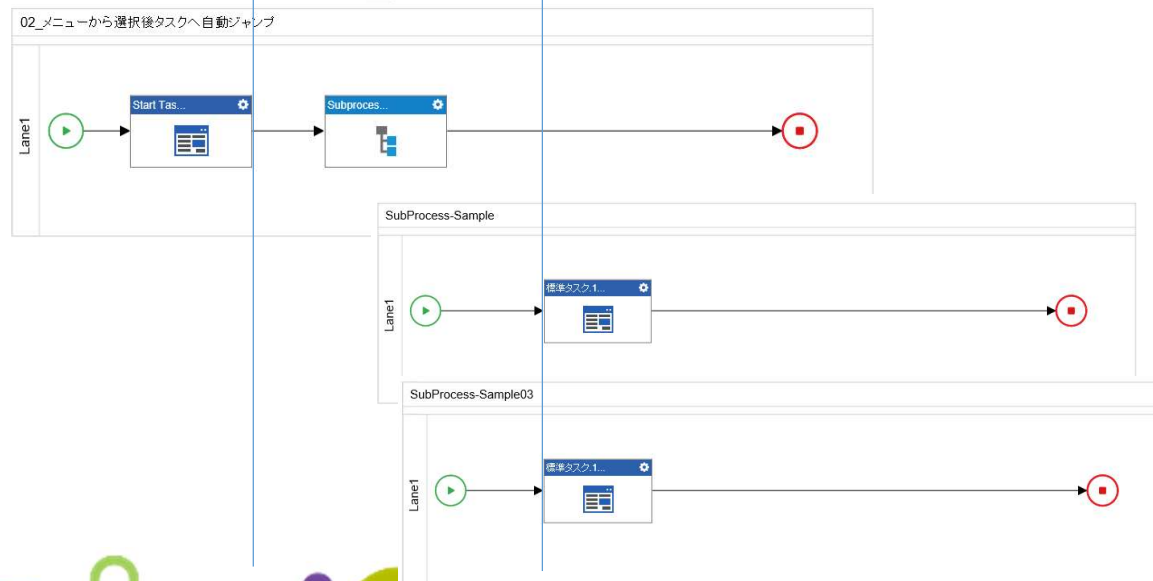 02_メニューから選択後タスクへ自動ジャンプ
Lane1
Start Tas...
Subproces...
SubProcess-Sample
Lane1
標準タスク.1...
SubProcess-Sample03
Lane1
標準タスク.1...